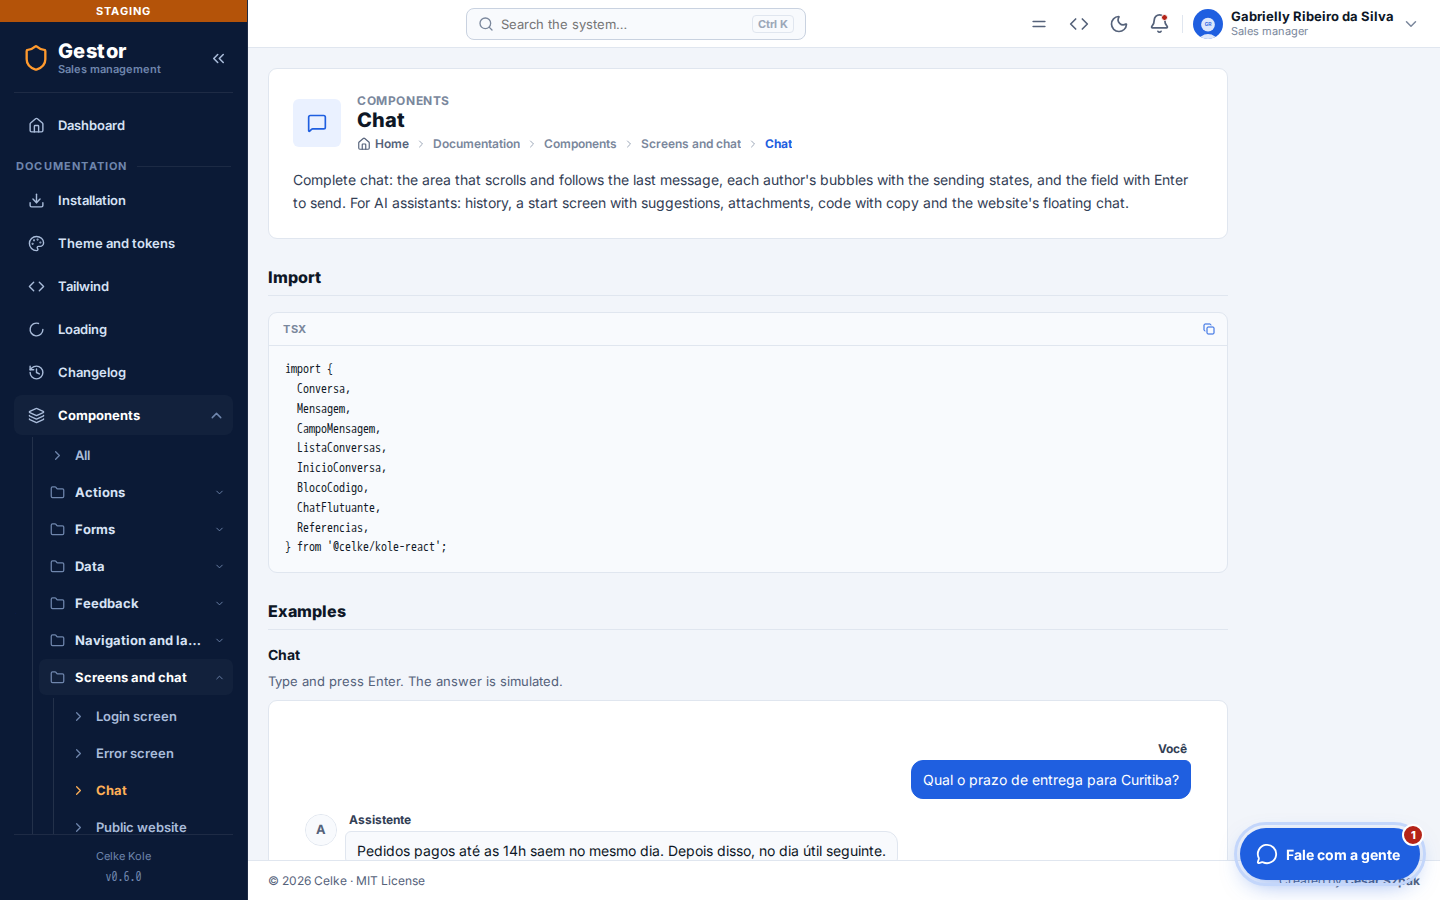 STAGING
Gestor
Sales management
Dashboard
DOCUMENTATION
Installation
Theme and tokens
Tailwind
Loading
Changelog
Components
All
Actions
Forms
Data
Feedback
Navigation and la...
Screens and chat
Login screen
Error screen
Chat
Public website
Celke Kole
v0.6.0
Search the system...
Ctrl K
GR
Gabrielly Ribeiro da Silva
Sales manager
COMPONENTS
Chat
Home > Documentation > Components > Screens and chat > Chat
Complete chat: the area that scrolls and follows the last message, each author's bubbles with the sending states, and the field with Enter
to send. For AI assistants: history, a start screen with suggestions, attachments, code with copy and the website's floating chat.
Import
TSX
import {
Conversa,
Mensagem,
CampoMensagem,
ListaConversas,
InicioConversa,
BlocoCodigo,
ChatFlutuante,
Referencias,
} from '@celke/kole-react';
Examples
Chat
Type and press Enter. The answer is simulated.
Você
Qual o prazo de entrega para Curitiba?
Assistente
A
Pedidos pagos até as 14h saem no mesmo dia. Depois disso, no dia útil seguinte.
1
Fale com a gente
© 2026 Celke · MIT License